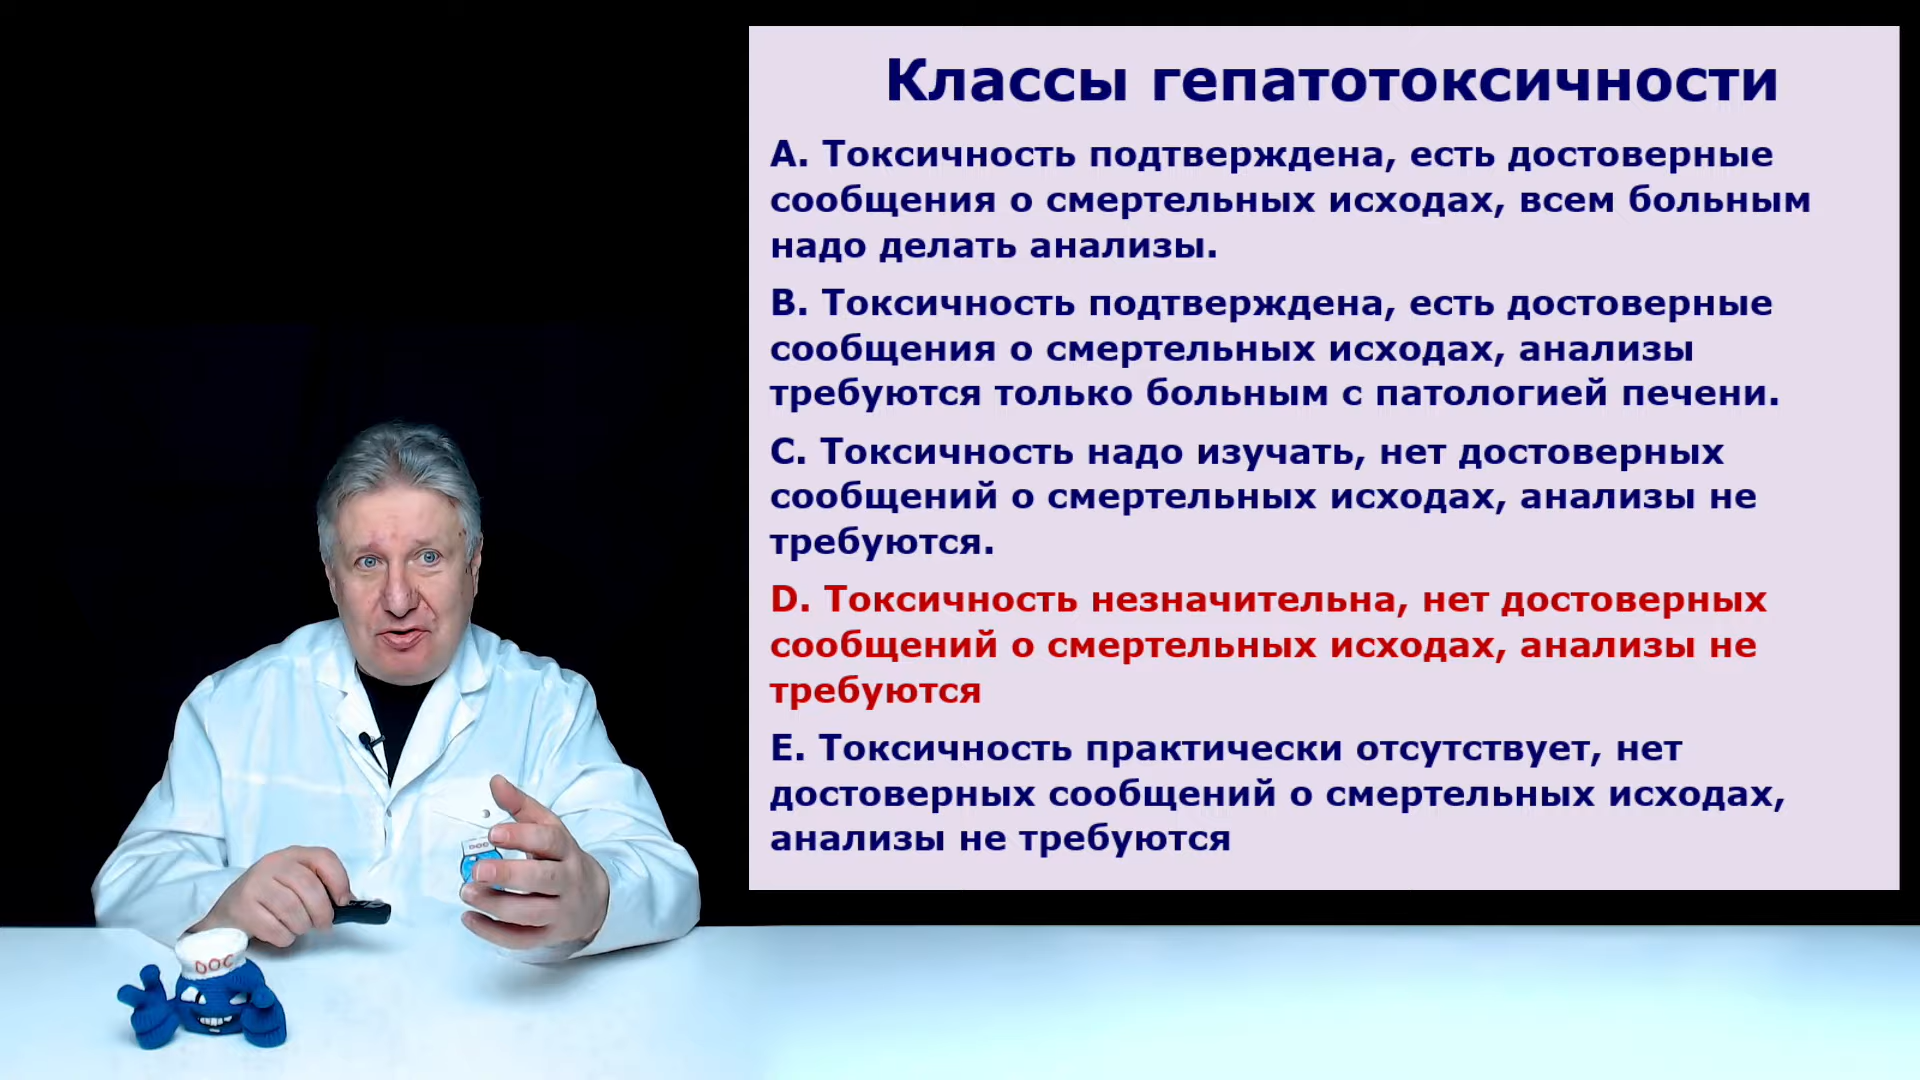 Классы гепатотоксичности
A. Токсичность подтверждена, есть достоверные
сообщения о смертельных исходах, всем больным
надо делать анализы.
B. Токсичность подтверждена, есть достоверные
сообщения о смертельных исходах, анализы
требуются только больным с патологией печени.
C. Токсичность надо изучать, нет достоверных
сообщений о смертельных исходах, анализы не
требуются.
D. Токсичность незначительна, нет достоверных
сообщений о смертельных исходах, анализы не
требуются
E. Токсичность практически отсутствует, нет
достоверных сообщений о смертельных исходах,
анализы не требуются
DOC
DOC